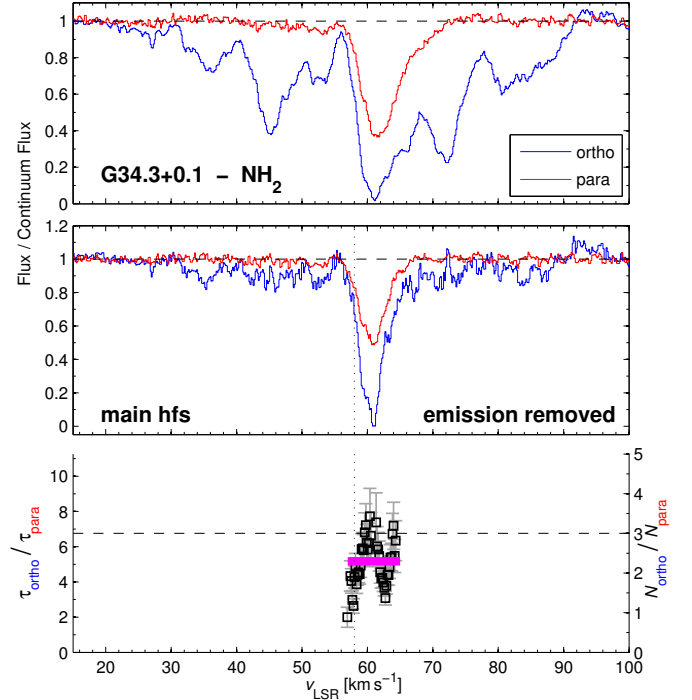 1
0.8
0.6
0.4
0.2
0
G34.3+0.1 − NH₂
ortho
para
Flux / Continuum Flux
1.2
1
0.8
0.6
0.4
0.2
0
main hfs
emission removed
10
8
6
4
2
0
τortho / τpara
5
4
3
2
1
0
Northo / Npara
20 30 40 50 60 70 80 90 100
νLSR [km s⁻¹]